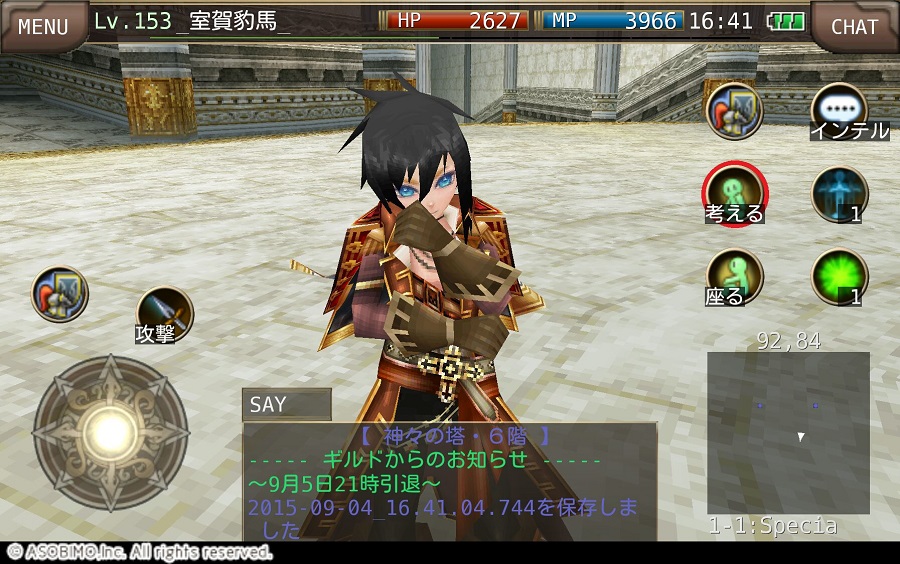 MENU
Lv.153 _室賀豹馬_
HP 2627
MP 3966
16:41
CHAT
インテル
考える
1
座る
1
攻撃
92,84
SAY
【 神々の塔・６階 】
----- ギルドからのお知らせ -----
～9月5日21時引退～
2015-09-04_16.41.04.744を保存しま
した
1-1:Specia
© ASOBIMO,Inc. All rights reserved.